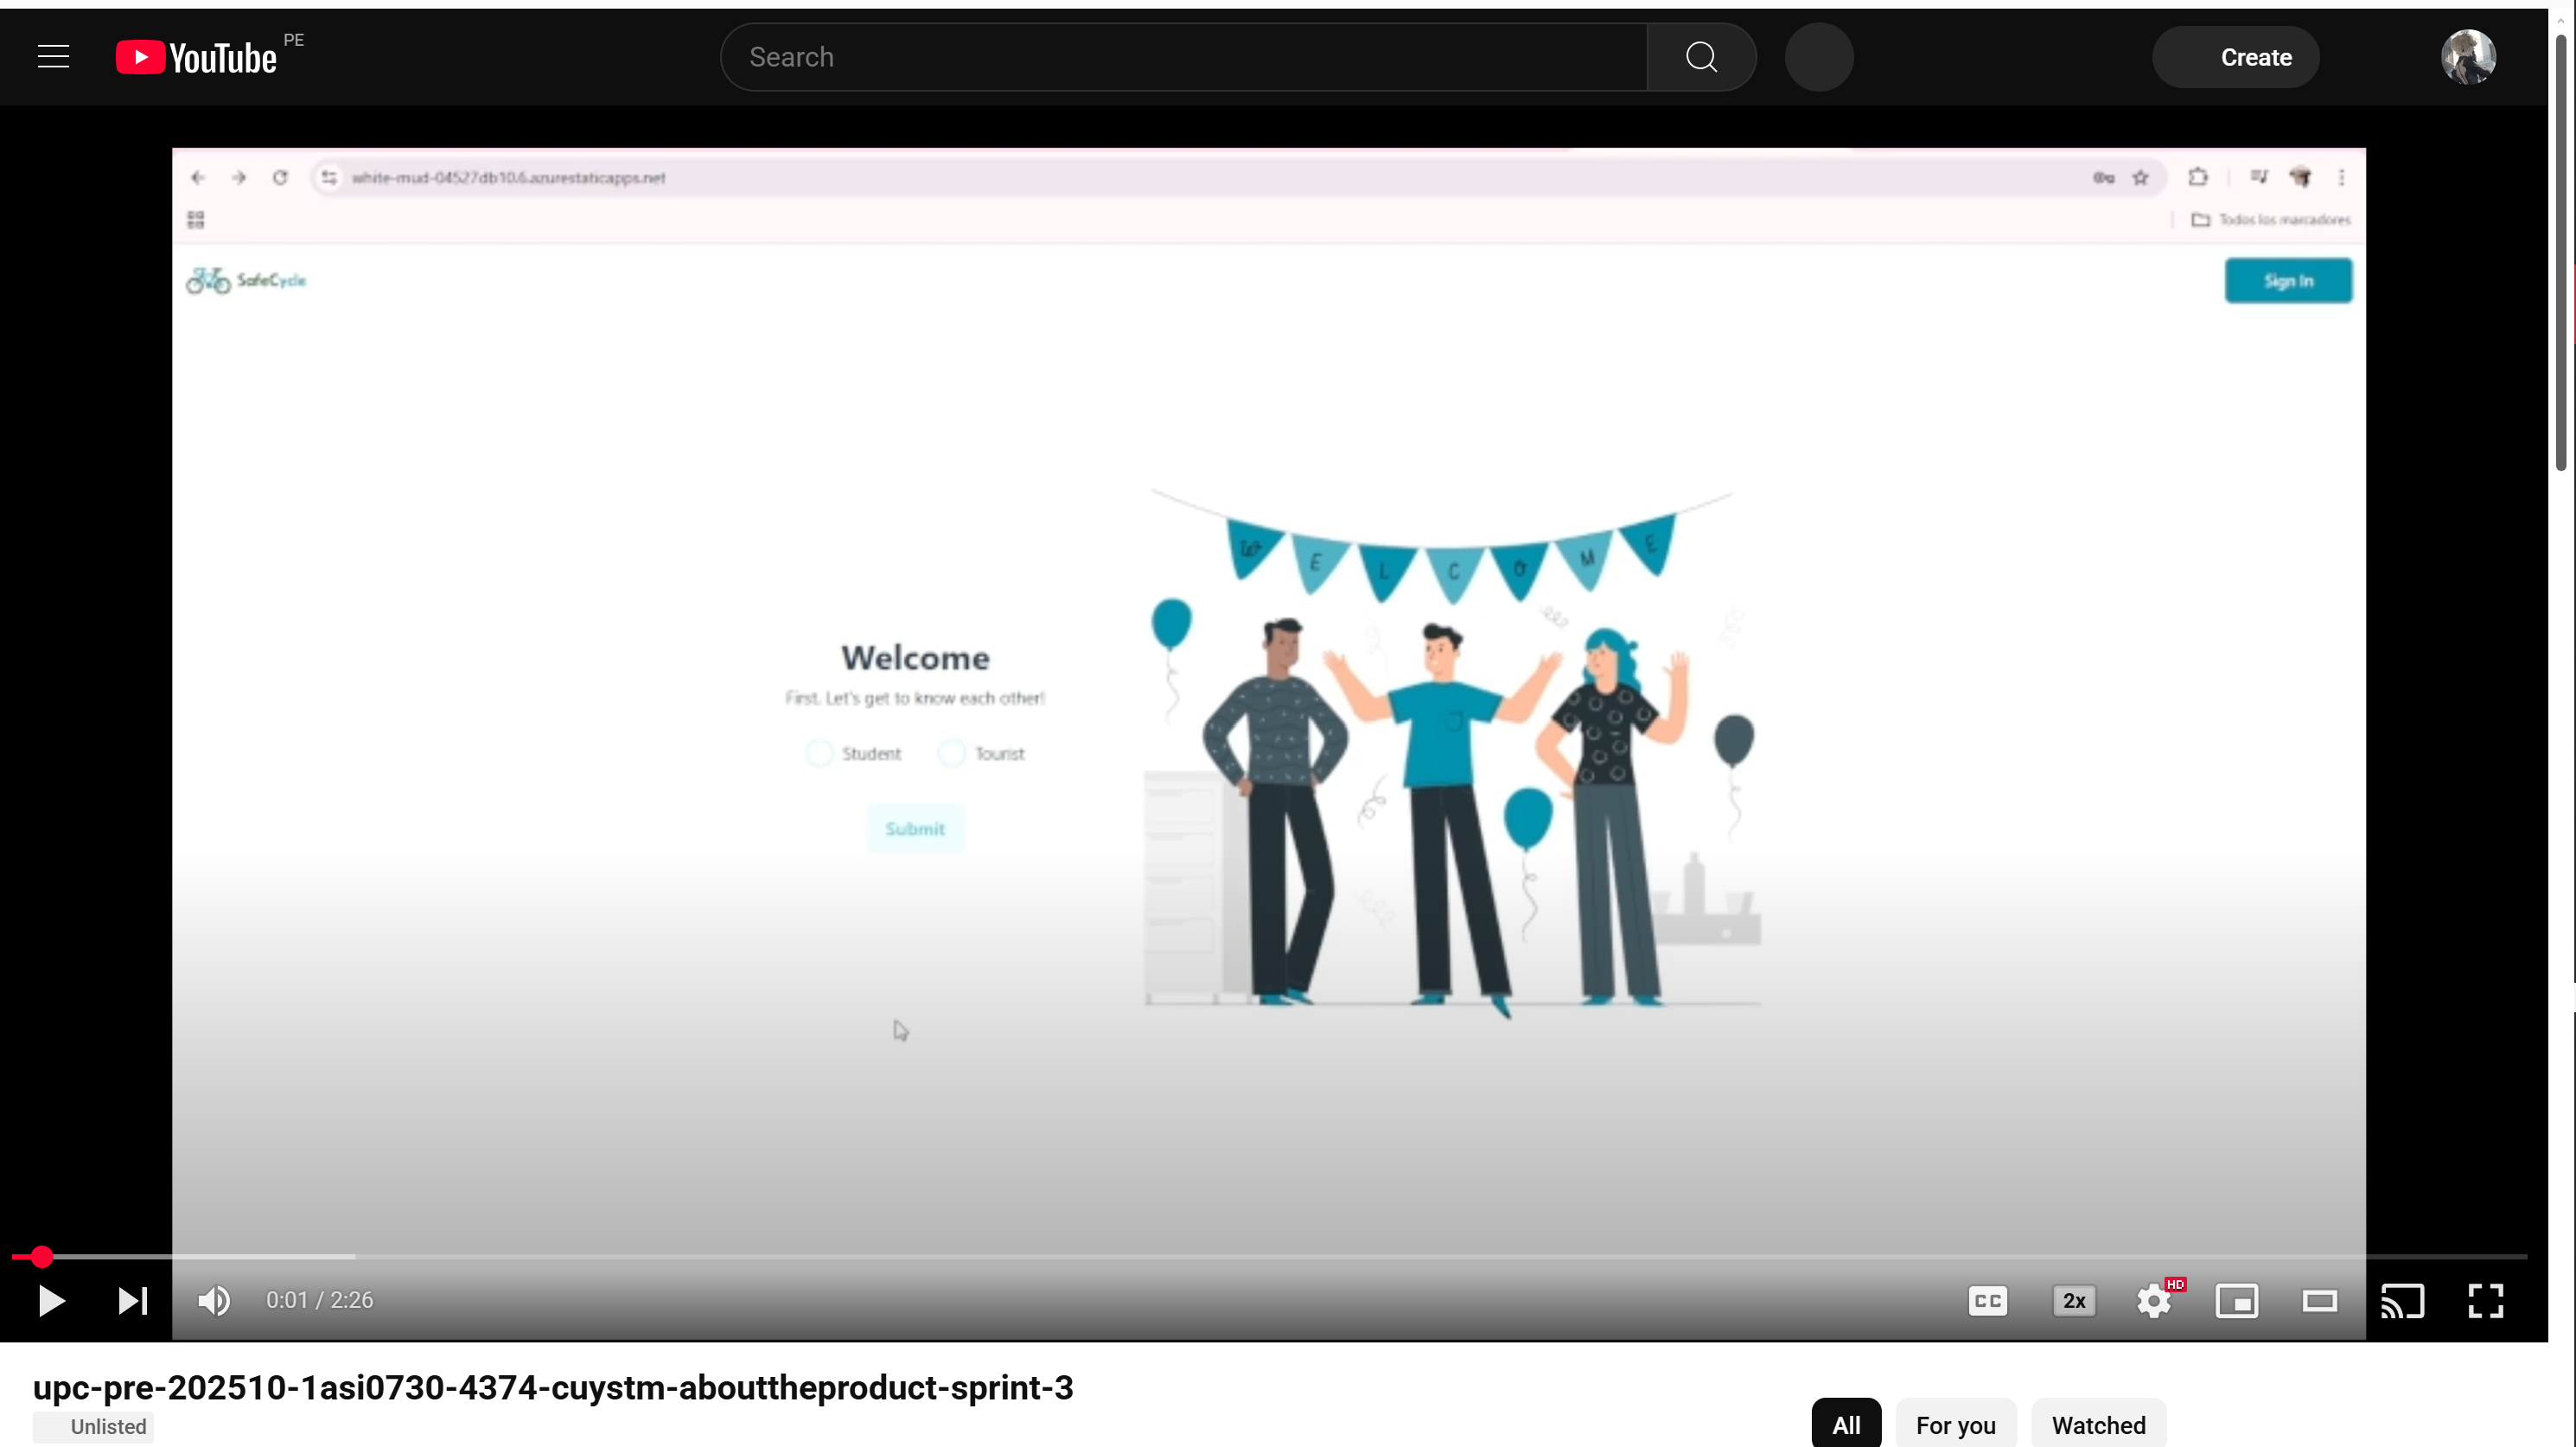 YouTube PE
Search
Create
white-mud-04527db10.6.azurestaticapps.net
Todos los marcadores
SafeCycle
Sign In
W E L C O M E
Welcome
First. Let's get to know each other!
Student Tourist
Submit
0:01 / 2:26
CC
2x
HD
upc-pre-202510-1asi0730-4374-cuystm-abouttheproduct-sprint-3
Unlisted
All
For you
Watched